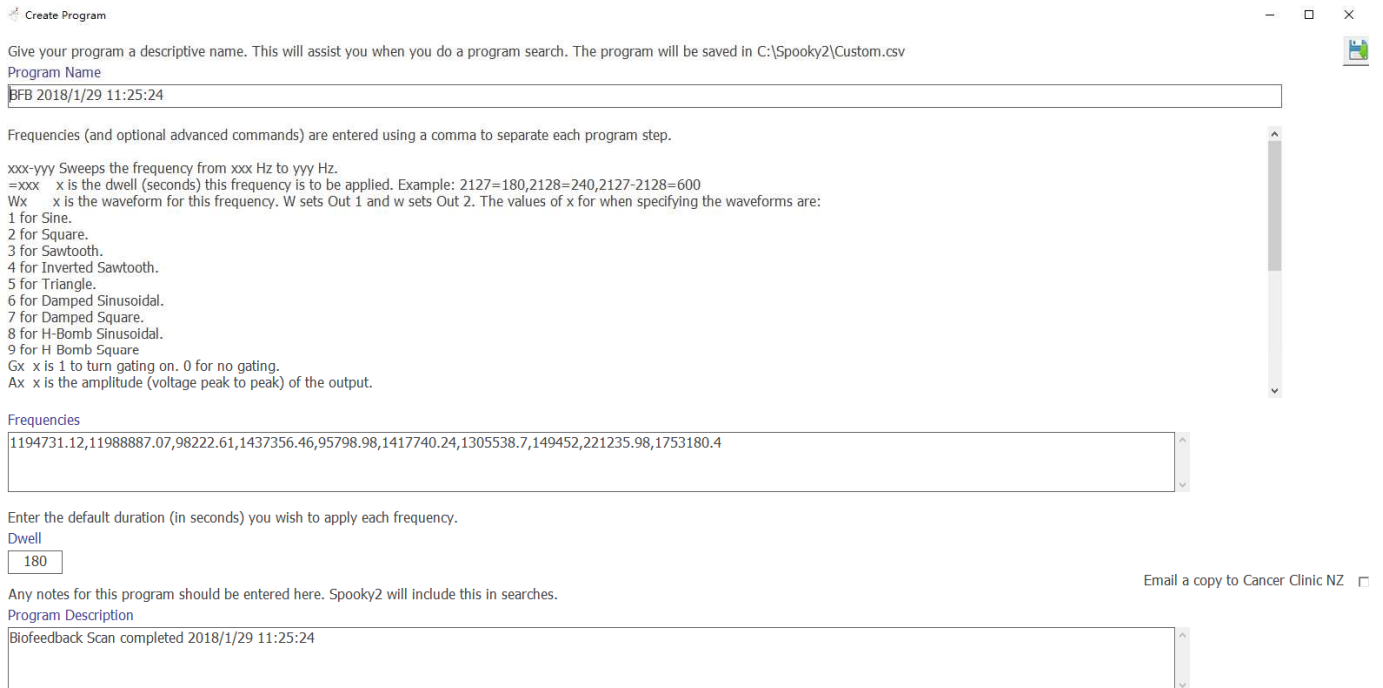 Create Program
Give your program a descriptive name. This will assist you when you do a program search. The program will be saved in C:\Spooky2\Custom.csv
Program Name
BFB 2018/1/29 11:25:24
Frequencies (and optional advanced commands) are entered using a comma to separate each program step.
xxx-yyy Sweeps the frequency from xxx Hz to yyy Hz.
=xxx x is the dwell (seconds) this frequency is to be applied. Example: 2127=180,2128=240,2127-2128=600
Wx x is the waveform for this frequency. W sets Out 1 and w sets Out 2. The values of x for when specifying the waveforms are:
1 for Sine.
2 for Square.
3 for Sawtooth.
4 for Inverted Sawtooth.
5 for Triangle.
6 for Damped Sinusoidal.
7 for Damped Square.
8 for H-Bomb Sinusoidal.
9 for H Bomb Square
Gx x is 1 to turn gating on. 0 for no gating.
Ax x is the amplitude (voltage peak to peak) of the output.
Frequencies
1194731.12,11988887.07,98222.61,1437356.46,95798.98,1417740.24,1305538.7,149452,221235.98,1753180.4
Enter the default duration (in seconds) you wish to apply each frequency.
Dwell
180
Email a copy to Cancer Clinic NZ
Any notes for this program should be entered here. Spooky2 will include this in searches.
Program Description
Biofeedback Scan completed 2018/1/29 11:25:24